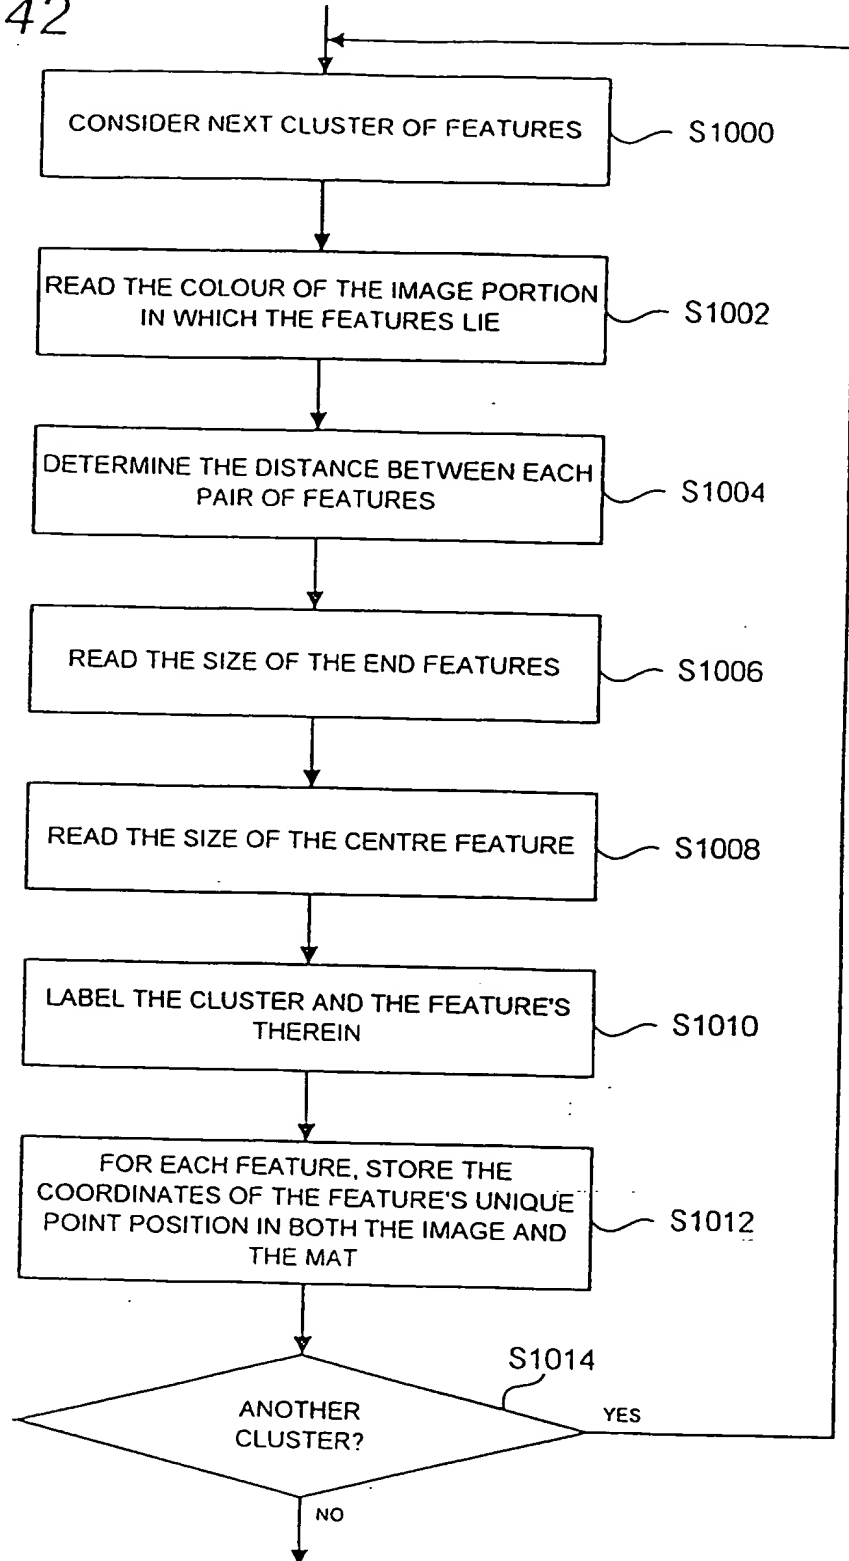 42
CONSIDER NEXT CLUSTER OF FEATURES
S1000
READ THE COLOUR OF THE IMAGE PORTION
IN WHICH THE FEATURES LIE
S1002
DETERMINE THE DISTANCE BETWEEN EACH
PAIR OF FEATURES
S1004
READ THE SIZE OF THE END FEATURES
S1006
READ THE SIZE OF THE CENTRE FEATURE
S1008
LABEL THE CLUSTER AND THE FEATURE'S
THEREIN
S1010
FOR EACH FEATURE, STORE THE
COORDINATES OF THE FEATURE'S UNIQUE
POINT POSITION IN BOTH THE IMAGE AND
THE MAT
S1012
S1014
ANOTHER
CLUSTER?
YES
NO